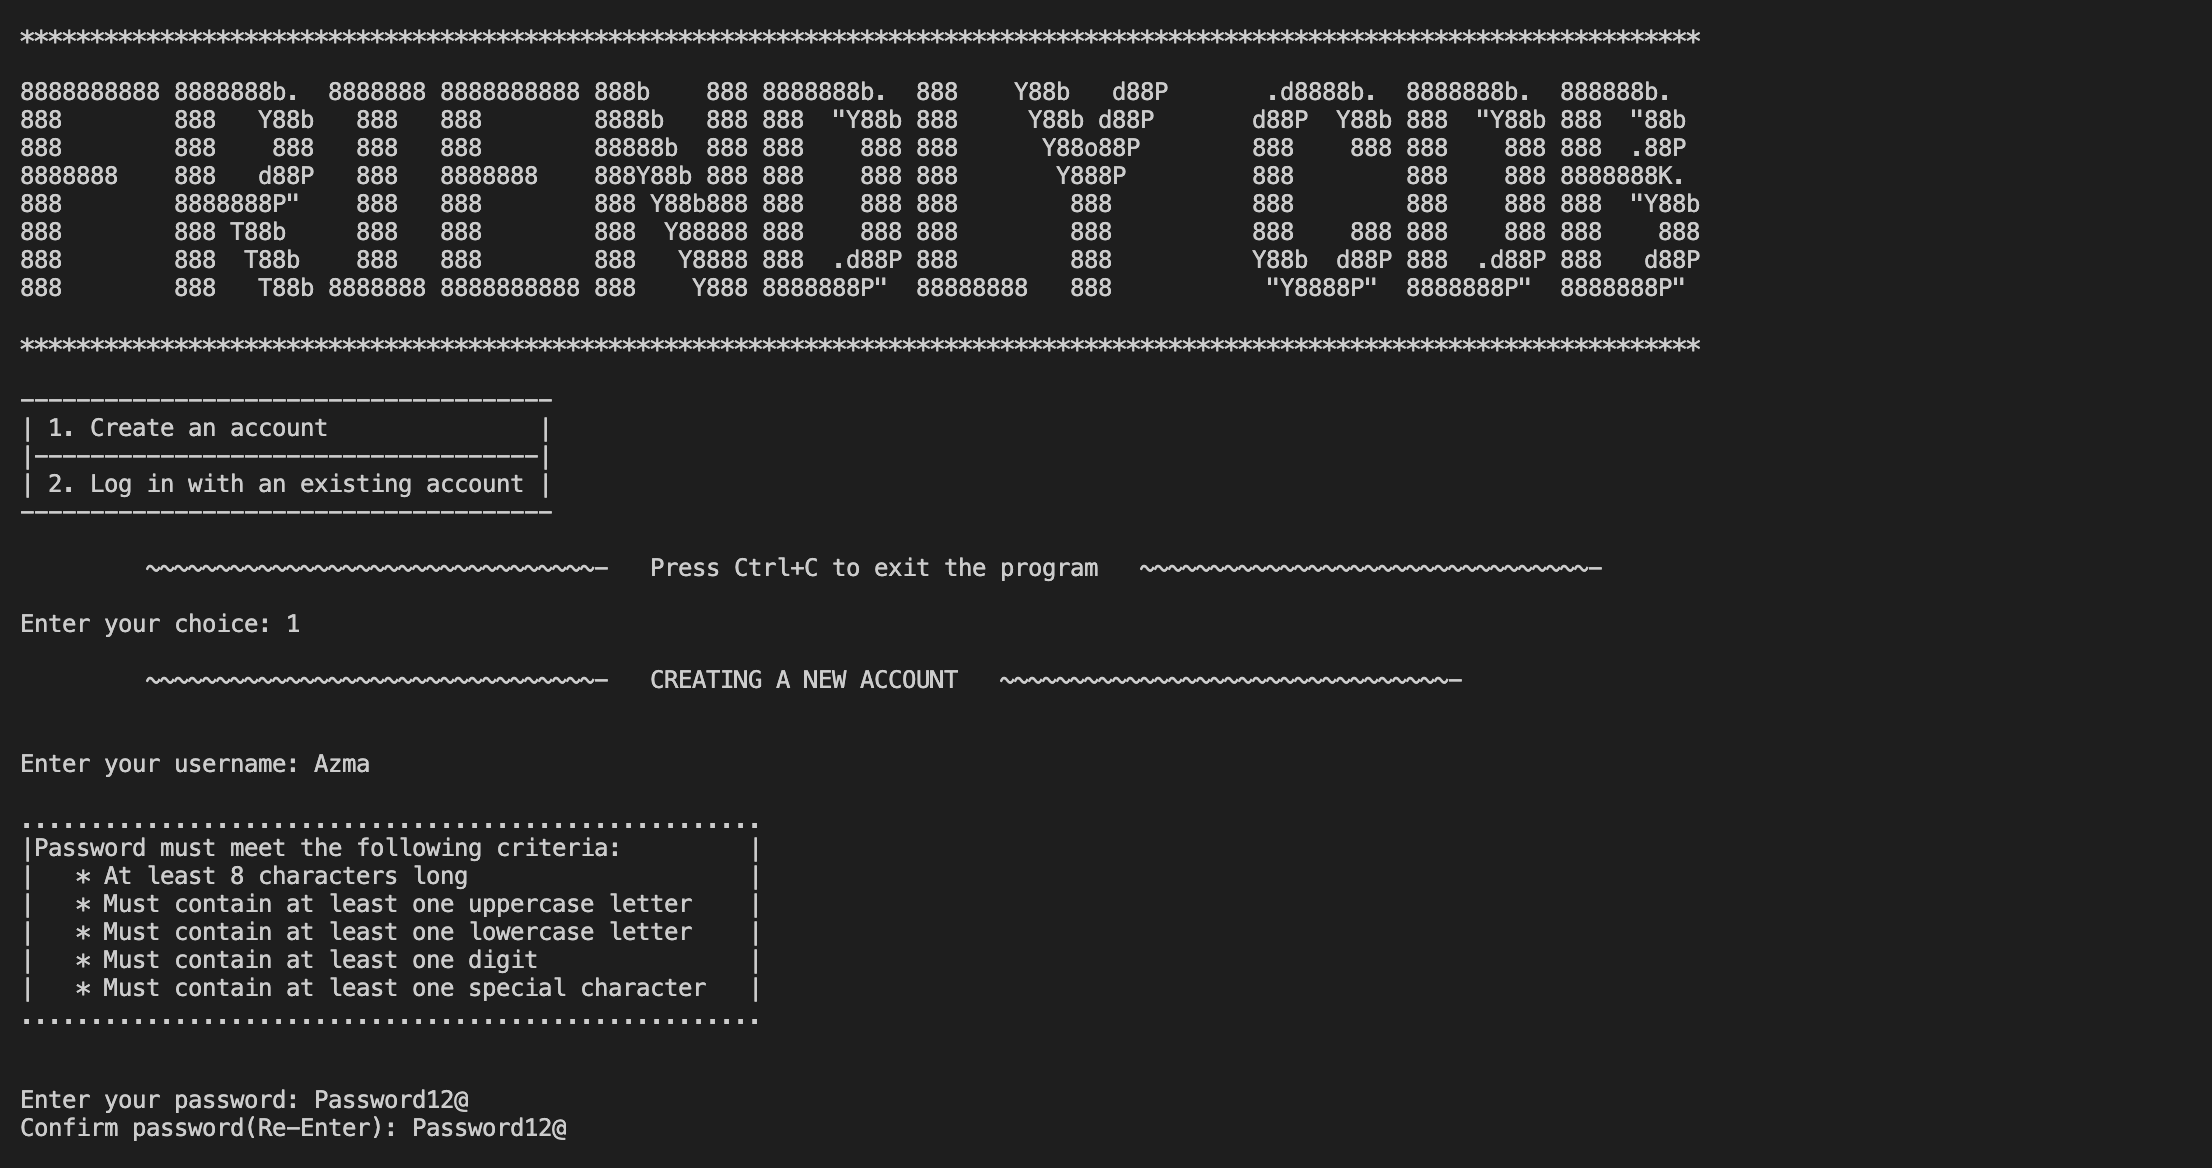 ************************************************************************************************************************
8888888888 8888888b.  8888888 8888888888 888b    888 8888888b.  888    Y88b   d88P       .d8888b.  8888888b.  888888b.
888        888   Y88b   888   888        8888b   888 888  "Y88b 888     Y88b d88P       d88P  Y88b 888  "Y88b 888  "88b
888        888    888   888   888        88888b  888 888    888 888      Y88o88P        888    888 888    888 888  .88P
8888888    888   d88P   888   8888888    888Y88b 888 888    888 888       Y888P         888        888    888 8888888K.
888        8888888P"    888   888        888 Y88b888 888    888 888        888          888        888    888 888  "Y88b
888        888 T88b     888   888        888  Y88888 888    888 888        888          888    888 888    888 888    888
888        888  T88b    888   888        888   Y8888 888  .d88P 888        888          Y88b  d88P 888  .d88P 888   d88P
888        888   T88b 8888888 8888888888 888    Y888 8888888P"  88888888   888           "Y8888P"  8888888P"  8888888P"
************************************************************************************************************************
--------------------------------------
| 1. Create an account               |
|------------------------------------|
| 2. Log in with an existing account |
--------------------------------------
~~~~~~~~~~~~~~~~~~~~~~~~~~~~~~~~-   Press Ctrl+C to exit the program   ~~~~~~~~~~~~~~~~~~~~~~~~~~~~~~~~-
Enter your choice: 1
~~~~~~~~~~~~~~~~~~~~~~~~~~~~~~~~-   CREATING A NEW ACCOUNT   ~~~~~~~~~~~~~~~~~~~~~~~~~~~~~~~~-
Enter your username: Azma
.....................................................
|Password must meet the following criteria:         |
|   * At least 8 characters long                    |
|   * Must contain at least one uppercase letter    |
|   * Must contain at least one lowercase letter    |
|   * Must contain at least one digit               |
|   * Must contain at least one special character   |
.....................................................
Enter your password: Password12@
Confirm password(Re-Enter): Password12@